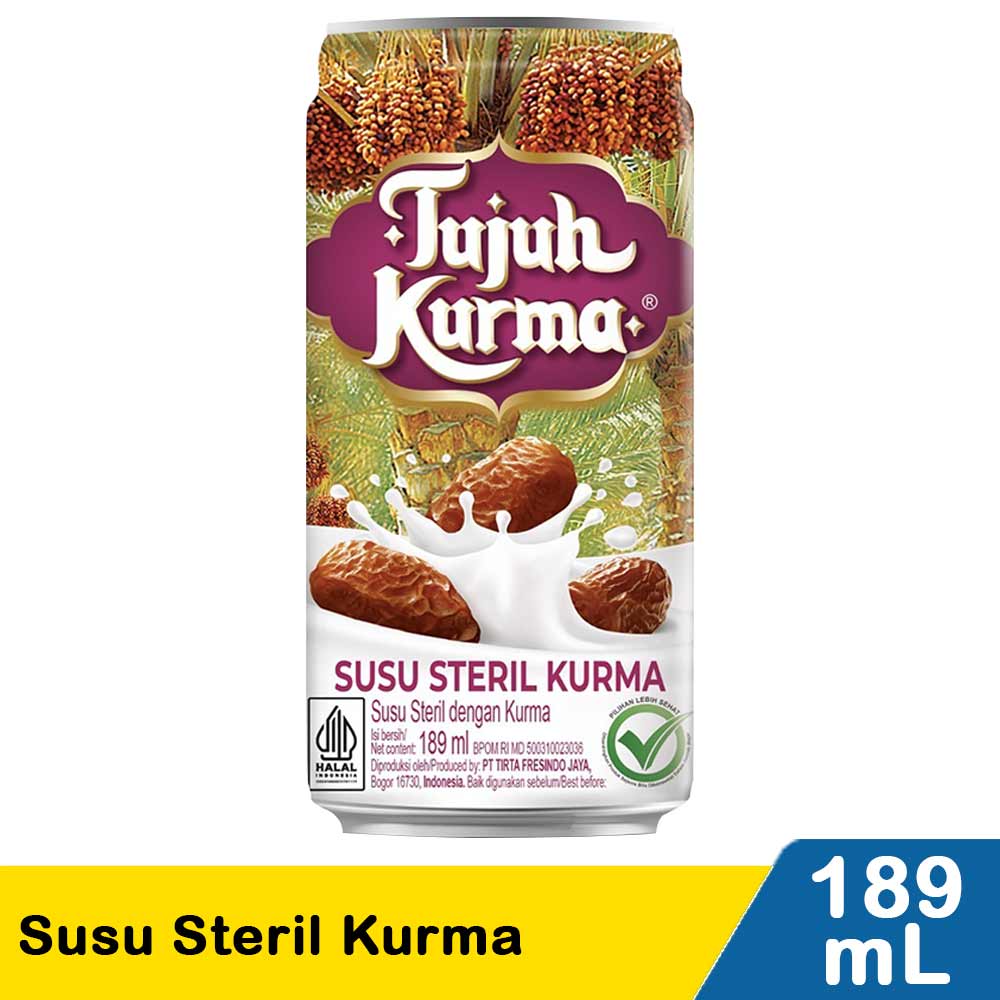 Tujuh
Kurma
®
SUSU STERIL KURMA
Susu Steril dengan Kurma
Isi bersih/
Net content: 189 ml BPOM RI MD 500310023036
Diproduksi oleh/Produced by: PT TIRTA FRESINDO JAYA,
Bogor 16730, Indonesia. Baik digunakan sebelum/Best before:
HALAL
INDONESIA
PILIHAN LEBIH SEHAT
Susu Steril Kurma
189
mL